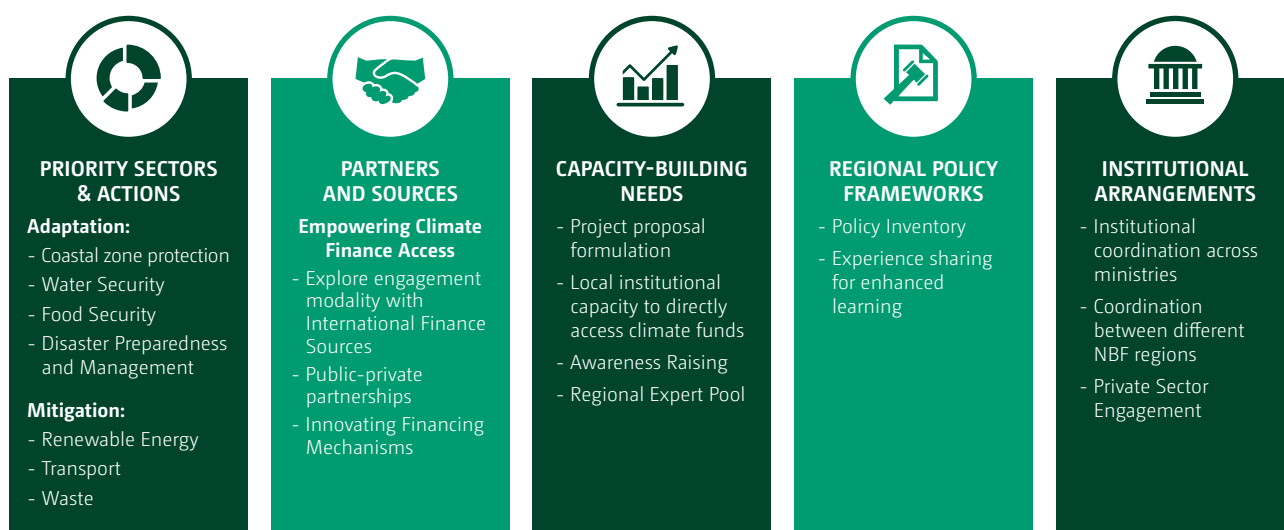 PRIORITY SECTORS
& ACTIONS
Adaptation:
- Coastal zone protection
- Water Security
- Food Security
- Disaster Preparedness
and Management
Mitigation:
- Renewable Energy
- Transport
- Waste
PARTNERS
AND SOURCES
Empowering Climate
Finance Access
- Explore engagement
modality with
International Finance
Sources
- Public-private
partnerships
- Innovating Financing
Mechanisms
CAPACITY-BUILDING
NEEDS
- Project proposal
formulation
- Local institutional
capacity to directly
access climate funds
- Awareness Raising
- Regional Expert Pool
REGIONAL POLICY
FRAMEWORKS
- Policy Inventory
- Experience sharing
for enhanced
learning
INSTITUTIONAL
ARRANGEMENTS
- Institutional
coordination across
ministries
- Coordination
between different
NBF regions
- Private Sector
Engagement